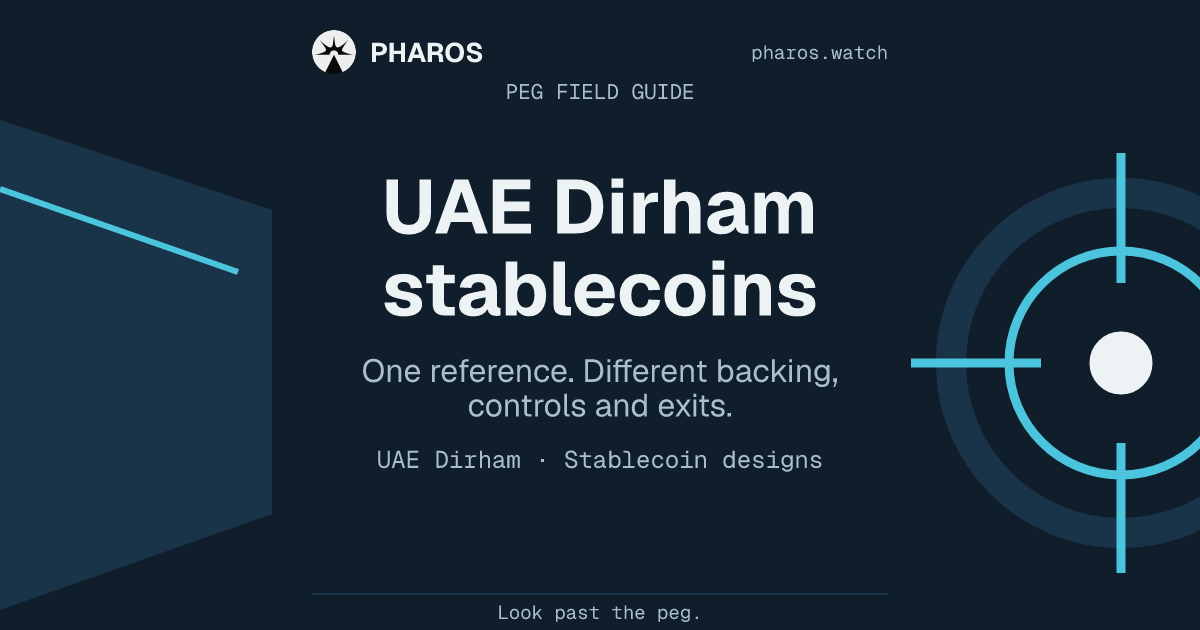 PHAROS
pharos.watch
PEG FIELD GUIDE
UAE Dirham
stablecoins
One reference. Different backing,
controls and exits.
UAE Dirham · Stablecoin designs
Look past the peg.